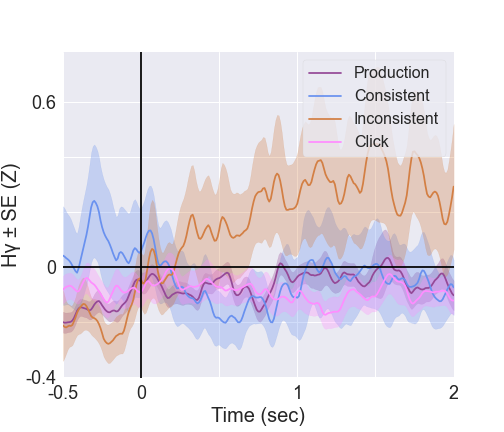 Production
Consistent
Inconsistent
Click
Hγ ± SE (Z)
0.6
0
-0.4
-0.5
0
1
2
Time (sec)